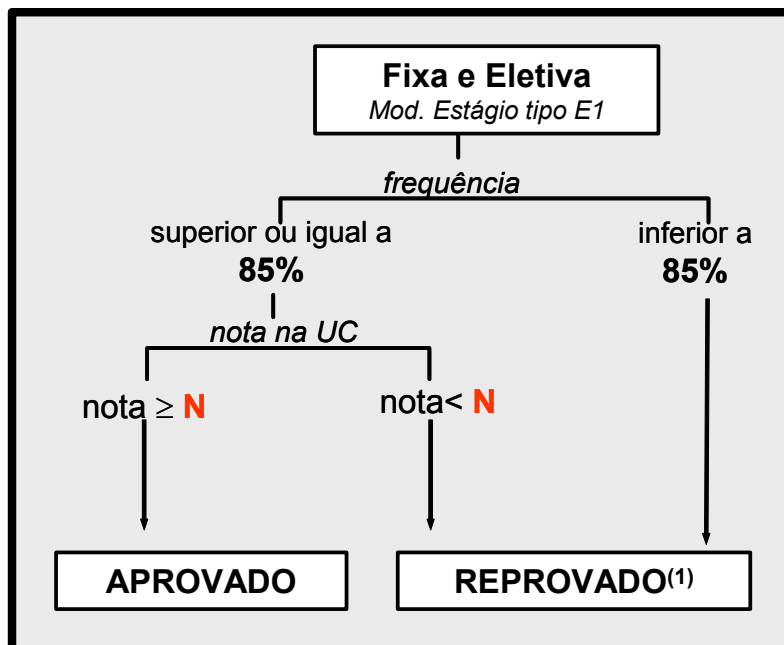 Fixa e Eletiva
Mod. Estágio tipo E1
frequência
superior ou igual a
85%
inferior a
85%
nota na UC
nota ≥ N
nota< N
APROVADO
REPROVADO(1)